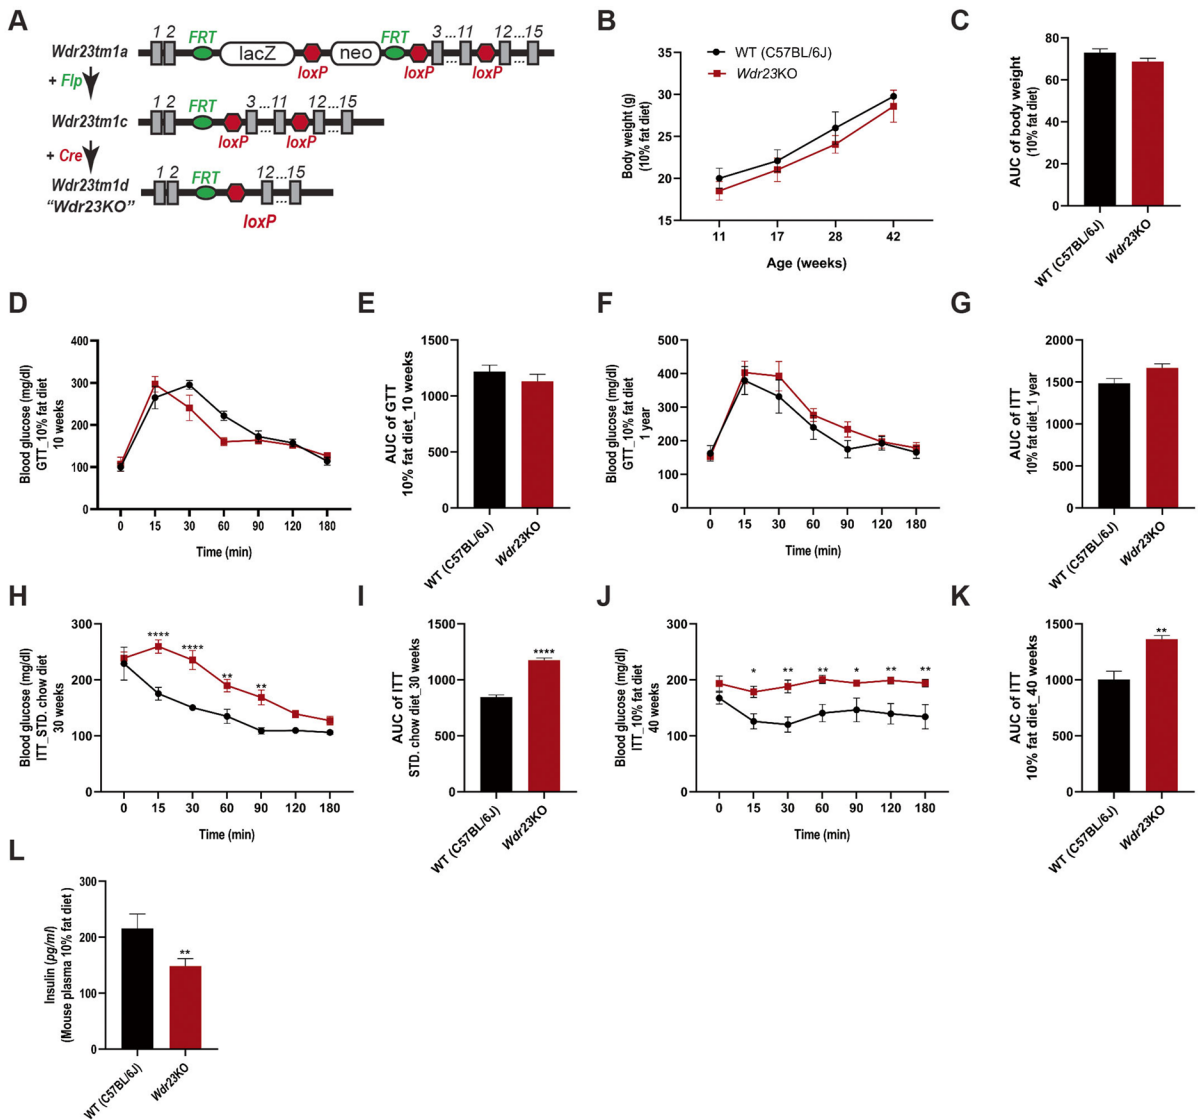 A
Wdr23tm1a
1 2
FRT
lacZ
loxP
neo
FRT
loxP
3 ...11
loxP
12...15
+ Flp
Wdr23tm1c
1 2
FRT
loxP
3 ...11
loxP
12...15
+ Cre
Wdr23tm1d
“Wdr23KO”
1 2
FRT
loxP
12...15
B
Body weight (g)
(10% fat diet)
35
30
25
20
15
11
17
28
42
Age (weeks)
WT (C57BL/6J)
Wdr23KO
C
AUC of body weight
(10% fat diet)
80
60
40
20
0
WT (C57BL/6J)
Wdr23KO
D
Blood glucose (mg/dl)
GTT_10% fat diet
10 weeks
400
300
200
100
0
0
15
30
60
90
120
180
Time (min)
E
AUC of GTT
10% fat diet_10 weeks
1500
1000
500
0
WT (C57BL/6J)
Wdr23KO
F
Blood glucose (mg/dl)
GTT_10% fat diet
1 year
500
400
300
200
100
0
0
15
30
60
90
120
180
Time (min)
G
AUC of ITT
10% fat diet_1 year
2000
1500
1000
500
0
WT (C57BL/6J)
Wdr23KO
H
Blood glucose (mg/dl)
ITT_STD. chow diet
30 weeks
300
200
100
0
****
****
**
**
0
15
30
60
90
120
180
Time (min)
I
AUC of ITT
STD. chow diet_30 weeks
1500
1000
500
0
****
WT (C57BL/6J)
Wdr23KO
J
Blood glucose (mg/dl)
ITT_10% fat diet
40 weeks
300
200
100
0
*
**
**
*
**
**
0
15
30
60
90
120
180
Time (min)
K
AUC of ITT
10% fat diet_40 weeks
1500
1000
500
0
**
WT (C57BL/6J)
Wdr23KO
L
Insulin (pg/ml)
(Mouse plasma 10% fat diet )
300
200
100
0
**
WT (C57BL/6J)
Wdr23KO